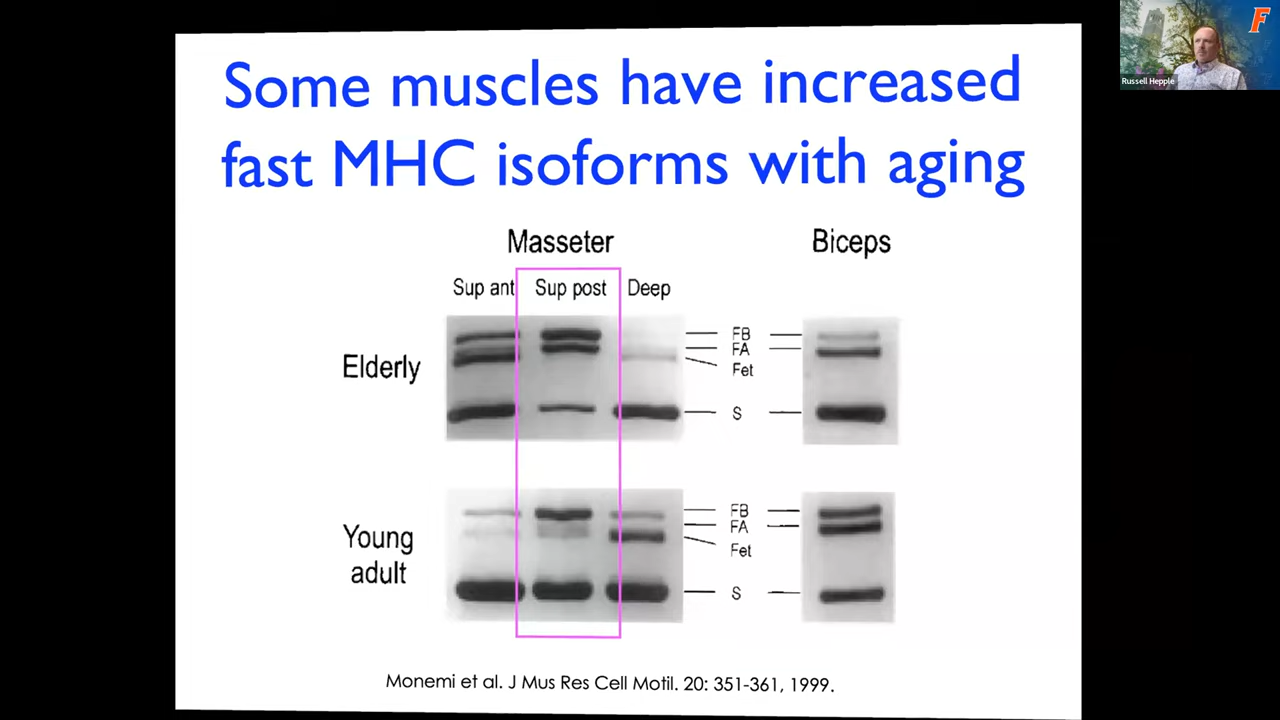 Some muscles have increased
fast MHC isoforms with aging
Masseter
Biceps
Sup ant
Sup post
Deep
Elderly
FB
FA
Fet
S
Young
adult
FB
FA
Fet
S
Monemi et al. J Mus Res Cell Motil. 20: 351-361, 1999.
Russell Hepple
F